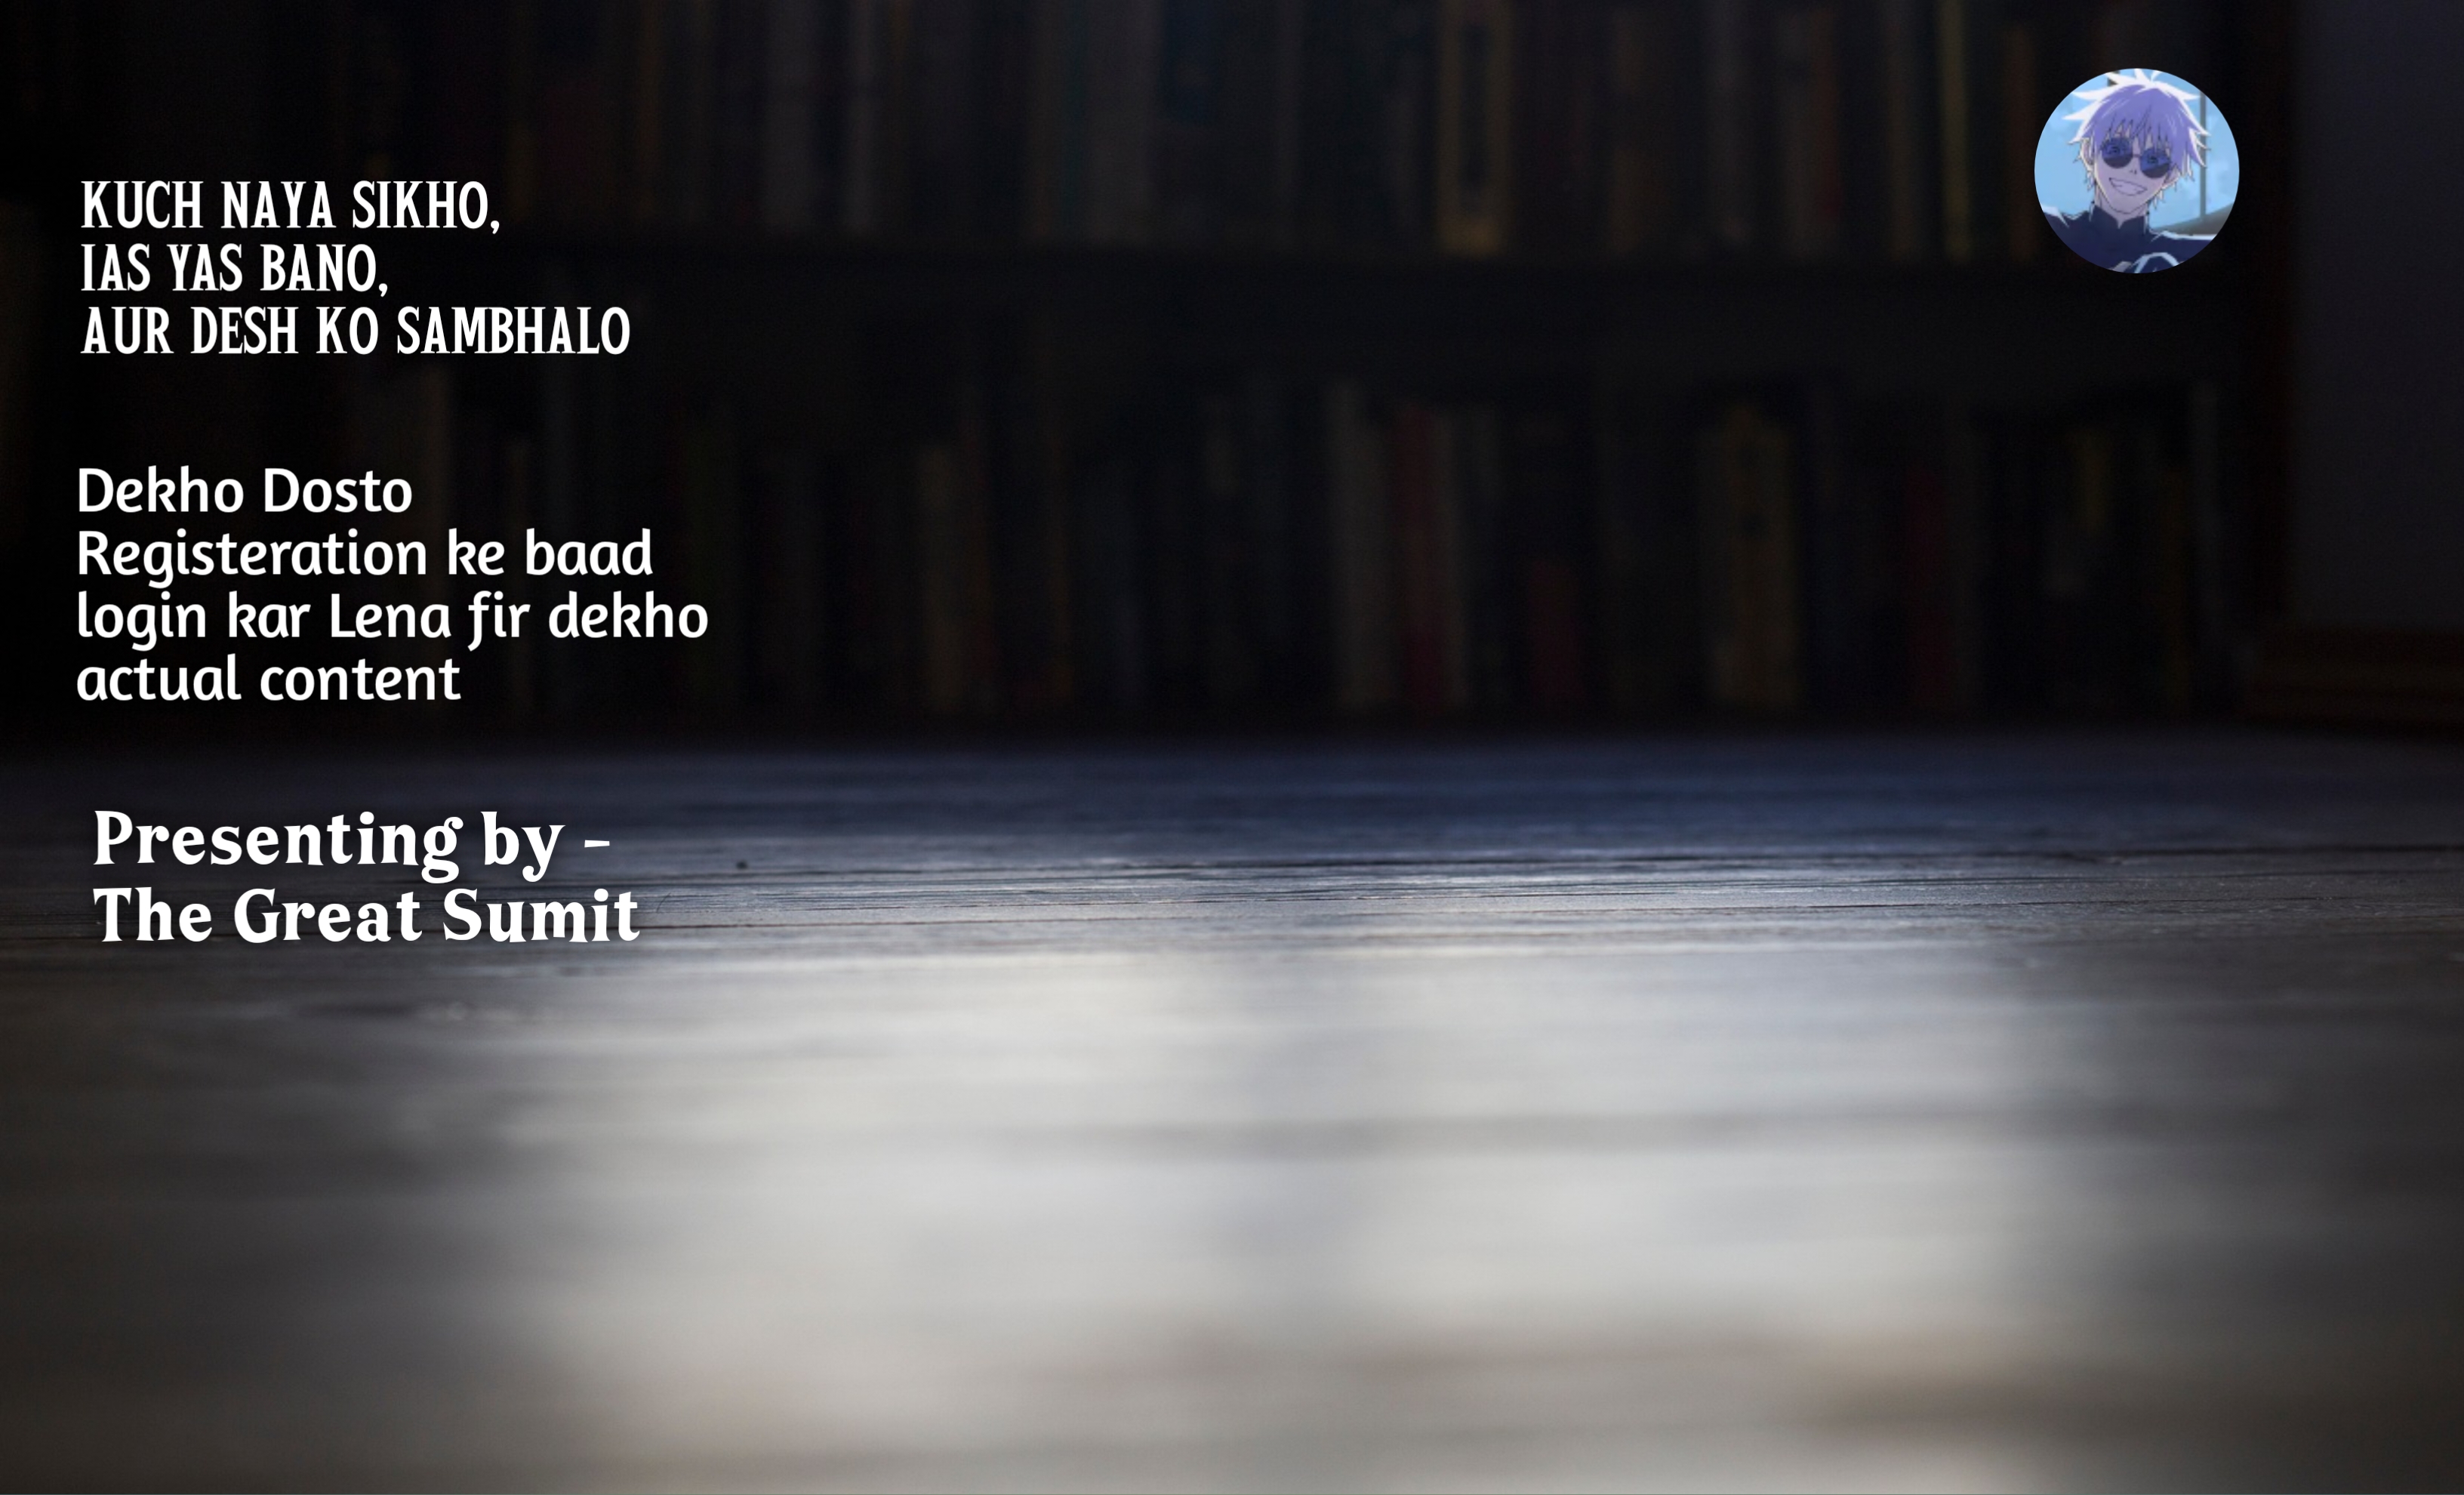 KUCH NAYA SIKHO,
IAS YAS BANO,
AUR DESH KO SAMBHALO
Dekho Dosto
Registeration ke baad
login kar Lena fir dekho
actual content
Presenting by -
The Great Sumit